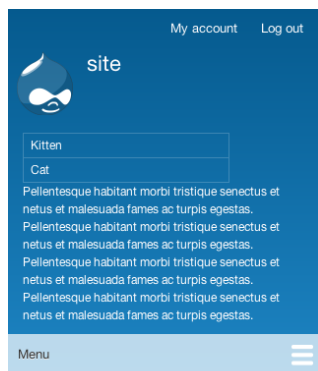 My account Log out
site
Kitten
Cat
Pellentesque habitant morbi tristique senectus et
netus et malesuada fames ac turpis egestas.
Pellentesque habitant morbi tristique senectus et
netus et malesuada fames ac turpis egestas.
Pellentesque habitant morbi tristique senectus et
netus et malesuada fames ac turpis egestas.
Pellentesque habitant morbi tristique senectus et
netus et malesuada fames ac turpis egestas.
Menu